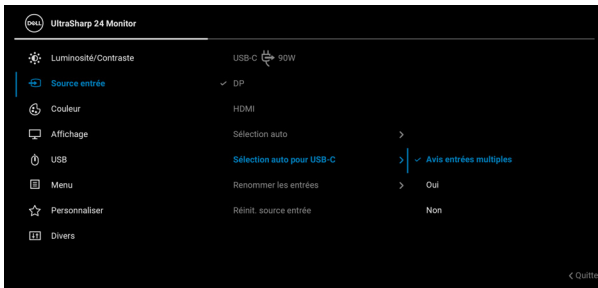 DELL UltraSharp 24 Monitor
Luminosité/Contraste USB-C 90W
Source entrée DP
Couleur HDMI
Affichage Sélection auto
USB Sélection auto pour USB-C Avis entrées multiples
Menu Renommer les entrées Oui
Personnaliser Réinit. source entrée Non
Divers
Quitte